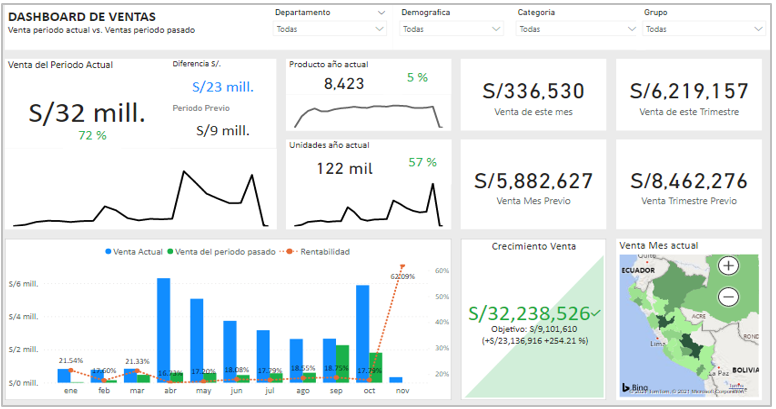 DASHBOARD DE VENTAS
Venta periodo actual vs. Ventas periodo pasado
Departamento
Todas
Demografica
Todas
Categoria
Todas
Grupo
Todas
Venta del Periodo Actual
S/32 mill.
72 %
Diferencia S/.
S/23 mill.
Periodo Previo
S/9 mill.
Producto año actual
8,423
5 %
Unidades año actual
122 mil
57 %
S/336,530
Venta de este mes
S/6,219,157
Venta de este Trimestre
S/5,882,627
Venta Mes Previo
S/8,462,276
Venta Trimestre Previo
Venta Actual Venta del periodo pasado Rentabilidad
S/6 mill.
S/4 mill.
S/2 mill.
S/0 mill.
60%
50%
40%
30%
20%
21.54%
17.60%
21.33%
17.20%
18.08%
17.79%
18.55%
18.75%
17.79%
62.09%
ene feb mar abr may jun jul ago sep oct nov
Crecimiento Venta
S/32,238,526
Objetivo: S/9,101,610
(+S/23,136,916 +254.21 %)
Venta Mes actual
ECUADOR
ACRE
Lima
La Paz
BOLIVIA
Bing